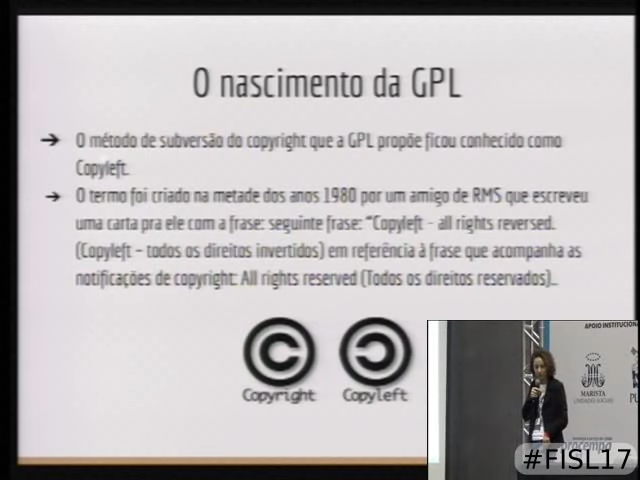 O nascimento da GPL
➔ O método de subversão do copyright que a GPL propõe ficou conhecido como
Copyleft.
➔ O termo foi criado na metade dos anos 1980 por um amigo de RMS que escreveu
uma carta pra ele com a frase: seguinte frase: “Copyleft – all rights reversed.
(Copyleft – todos os direitos invertidos) em referência à frase que acompanha as
notificações de copyright: All rights reserved (Todos os direitos reservados)...
Copyright Copyleft
APOIO INSTITUCION
MARISTA
PU
procempa
#FISL17